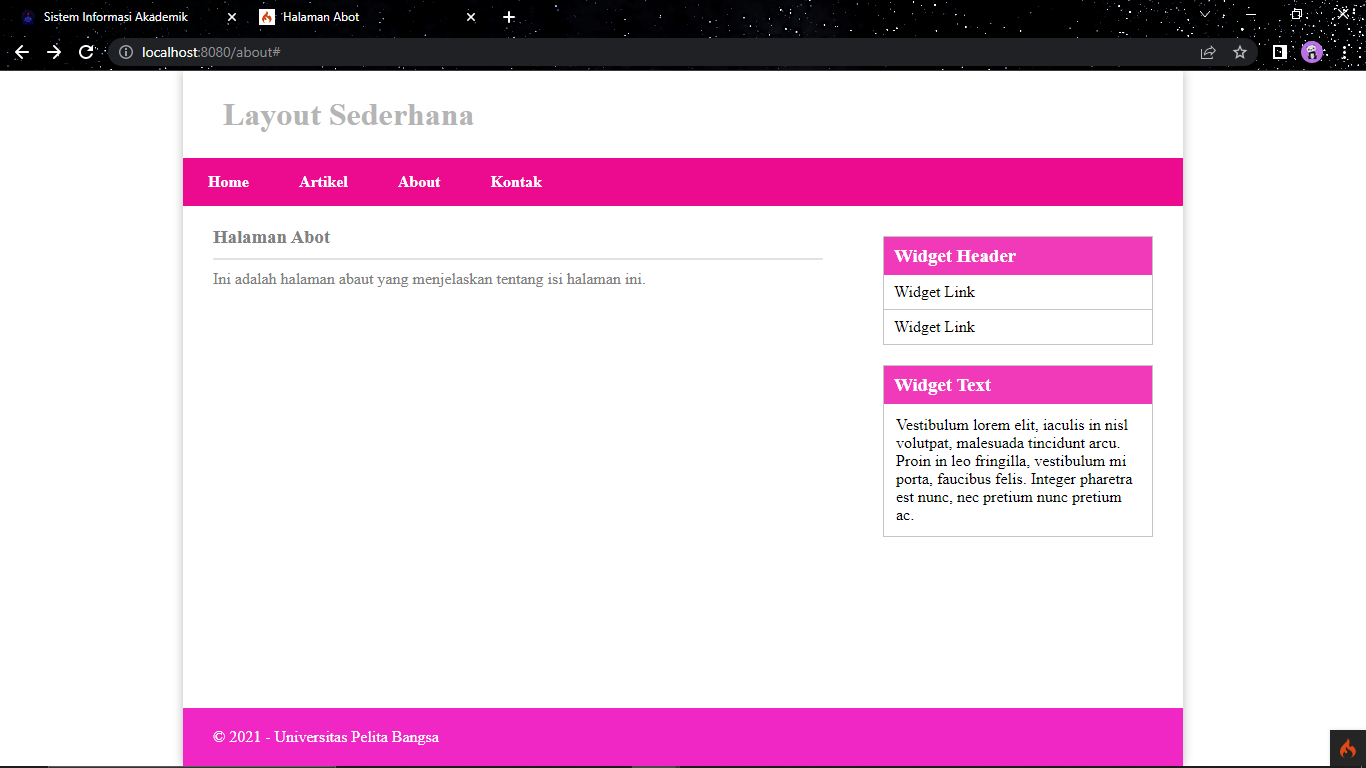 Sistem Informasi Akademik
Halaman Abot
localhost:8080/about#
Layout Sederhana
Home Artikel About Kontak
Halaman Abot
Ini adalah halaman abaut yang menjelaskan tentang isi halaman ini.
Widget Header
Widget Link
Widget Link
Widget Text
Vestibulum lorem elit, iaculis in nisl
volutpat, malesuada tincidunt arcu.
Proin in leo fringilla, vestibulum mi
porta, faucibus felis. Integer pharetra
est nunc, nec pretium nunc pretium
ac.
© 2021 - Universitas Pelita Bangsa